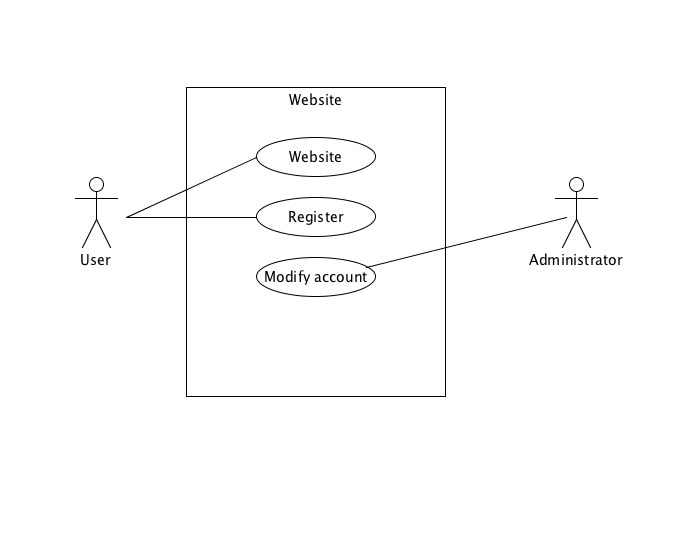 Website
Website
Register
Modify account
User
Administrator